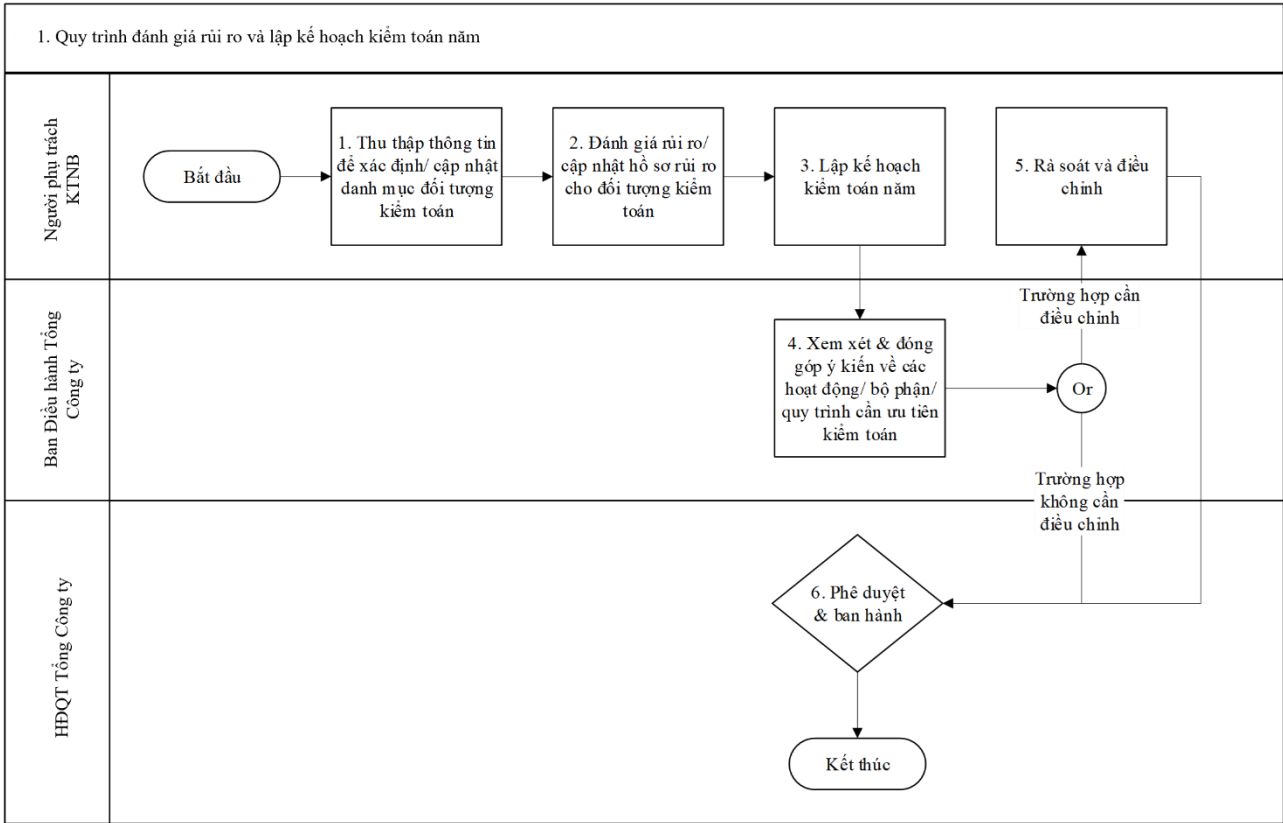 1. Quy trình đánh giá rủi ro và lập kế hoạch kiểm toán năm
Người phụ trách
KTNB
Bắt đầu
1. Thu thập thông tin
để xác định/ cập nhật
danh mục đối tượng
kiểm toán
2. Đánh giá rủi ro/
cập nhật hồ sơ rủi ro
cho đối tượng kiểm
toán
3. Lập kế hoạch
kiểm toán năm
5. Rà soát và điều
chỉnh
Ban Điều hành Tổng
Công ty
4. Xem xét & đóng
góp ý kiến về các
hoạt động/ bộ phận/
quy trình cần ưu tiên
kiểm toán
Trường hợp cần
điều chỉnh
Or
Trường hợp
không cần
điều chỉnh
HĐQT Tổng Công ty
6. Phê duyệt
& ban hành
Kết thúc